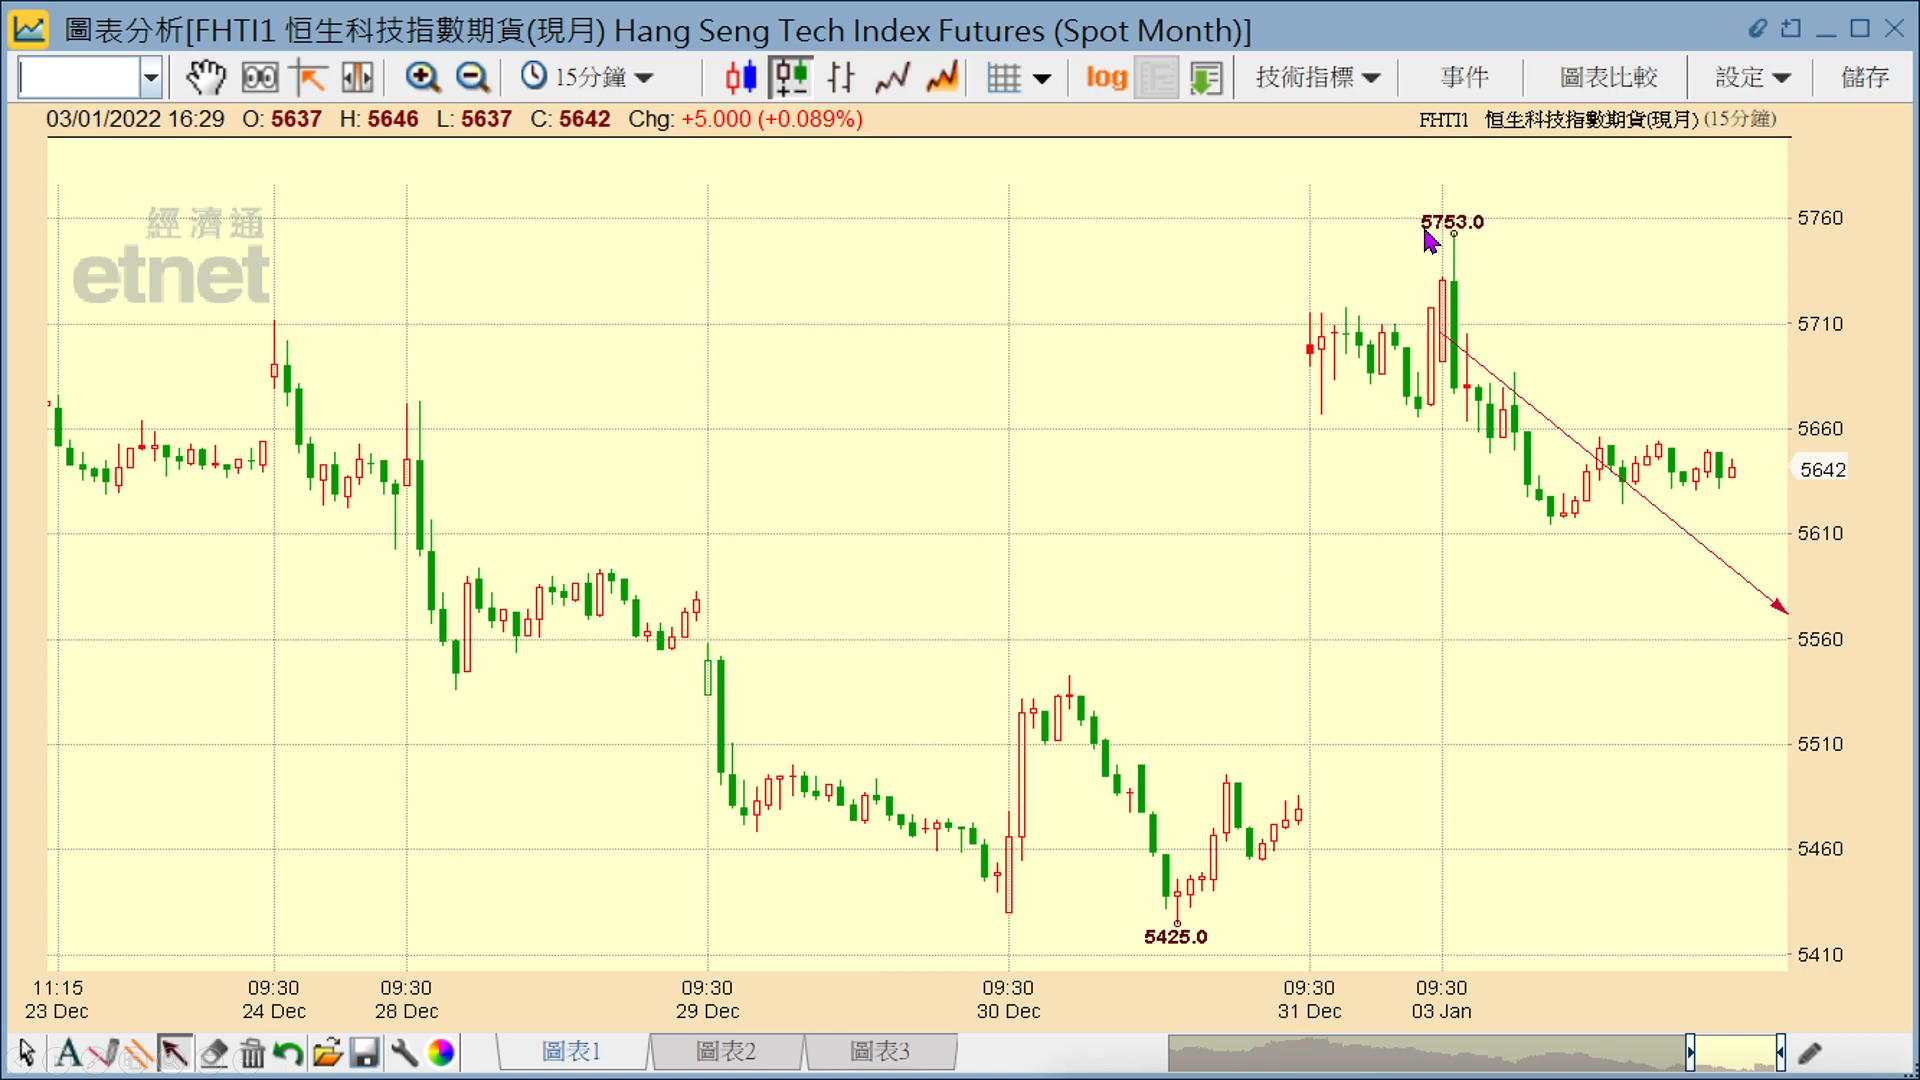 圖表分析[FHTI1 恒生科技指數期貨(現月) Hang Seng Tech Index Futures (Spot Month)]
15分鐘 log 技術指標 事件 圖表比較 設定 儲存
03/01/2022 16:29 O: 5637 H: 5646 L: 5637 C: 5642 Chg: +5.000 (+0.089%) FHTI1 恒生科技指數期貨(現月) (15分鐘)
經濟通
etnet
5753.0
5760
5710
5660
5642
5610
5560
5510
5460
5425.0
5410
11:15 09:30 09:30 09:30 09:30 09:30 09:30
23 Dec 24 Dec 28 Dec 29 Dec 30 Dec 31 Dec 03 Jan
A 圖表1 圖表2 圖表3